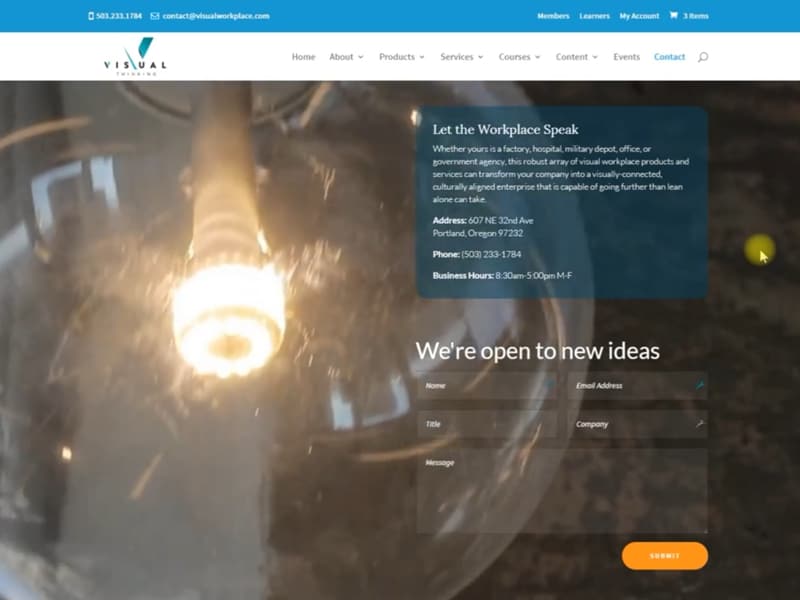 503.233.1784 contact@visualworkplace.com Members Learners My Account 3 Items
VISUAL
THINKING
Home About Products Services Courses Content Events Contact
Let the Workplace Speak
Whether yours is a factory, hospital, military depot, office, or
government agency, this robust array of visual workplace products and
services can transform your company into a visually-connected,
culturally aligned enterprise that is capable of going further than lean
alone can take.
Address: 607 NE 32nd Ave
Portland, Oregon 97232
Phone: (503) 233-1784
Business Hours: 8:30am-5:00pm M-F
We're open to new ideas
Name Email Address
Title Company
Message
SUBMIT